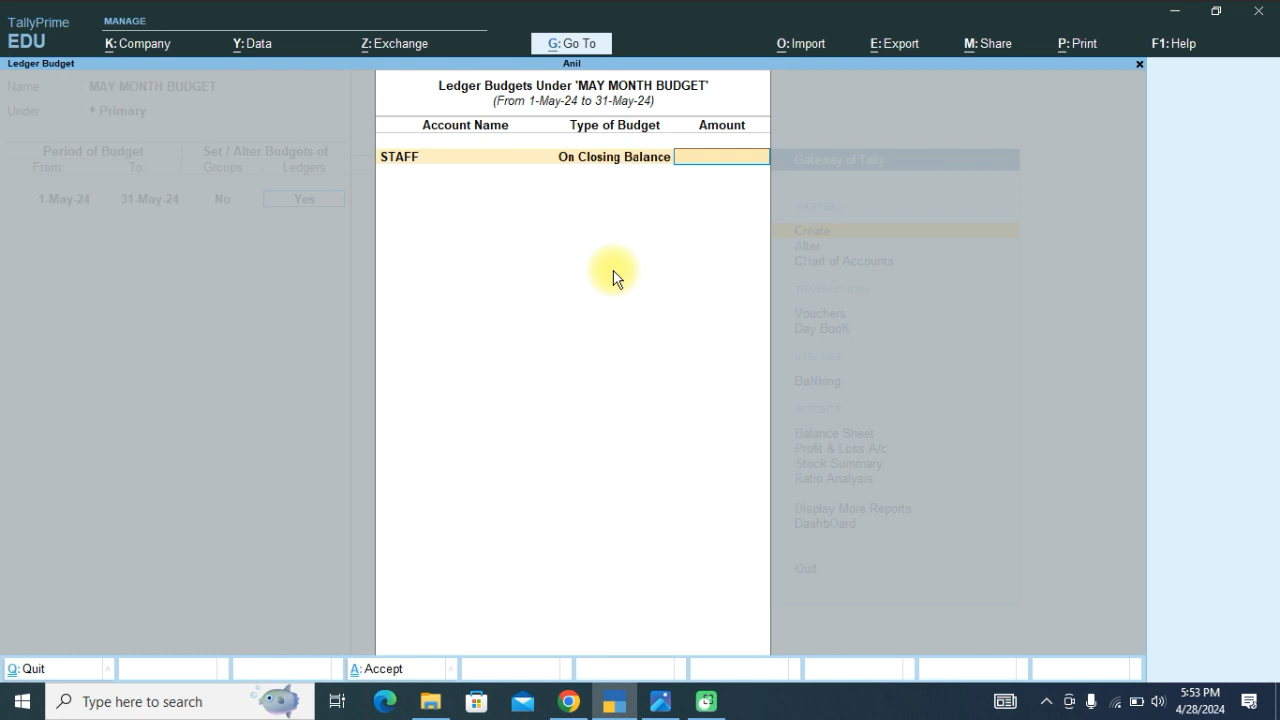 TallyPrime
EDU
MANAGE
K: Company
Y: Data
Z: Exchange
G: Go To
O: Import
E: Export
M: Share
P: Print
F1: Help
Ledger Budget
Anil
Name MAY MONTH BUDGET
Under * Primary
Period of Budget Set / Alter Budgets of
From: To: Groups Ledgers
1-May-24 31-May-24 No Yes
Ledger Budgets Under 'MAY MONTH BUDGET'
(From 1-May-24 to 31-May-24)
Account Name Type of Budget Amount
STAFF On Closing Balance
Gateway of Tally
MASTERS
Create
Alter
CHart of Accounts
TRANSACTIONS
Vouchers
Day BooK
UTILITIES
BaNking
REPORTS
Balance Sheet
Profit & Loss A/c
Stock Summary
Ratio Analysis
Display More Reports
DashbOard
Quit
Q: Quit
A: Accept
Type here to search
5:53 PM
4/28/2024